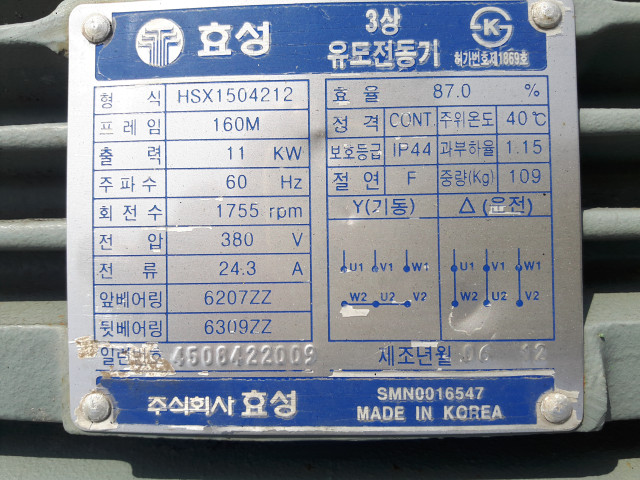 효성
3상
유도전동기
K
허가번호제1869호
형 식 HSX1504212
프레임 160M
출 력 11 KW
주파수 60 Hz
회전수 1755 rpm
전 압 380 V
전 류 24.3 A
앞베어링 6207ZZ
뒷베어링 6309ZZ
일련번호 4508422009
효 율 87.0 %
정 격 CONT. 주위온도 40℃
보호등급 IP44 과부하율 1.15
절 연 F 중량(Kg) 109
Y(기동) △(운전)
U1 V1 W1 U1 V1 W1
W2 U2 V2 W2 U2 V2
제조년월 06 12
주식회사 효성
SMN0016547
MADE IN KOREA